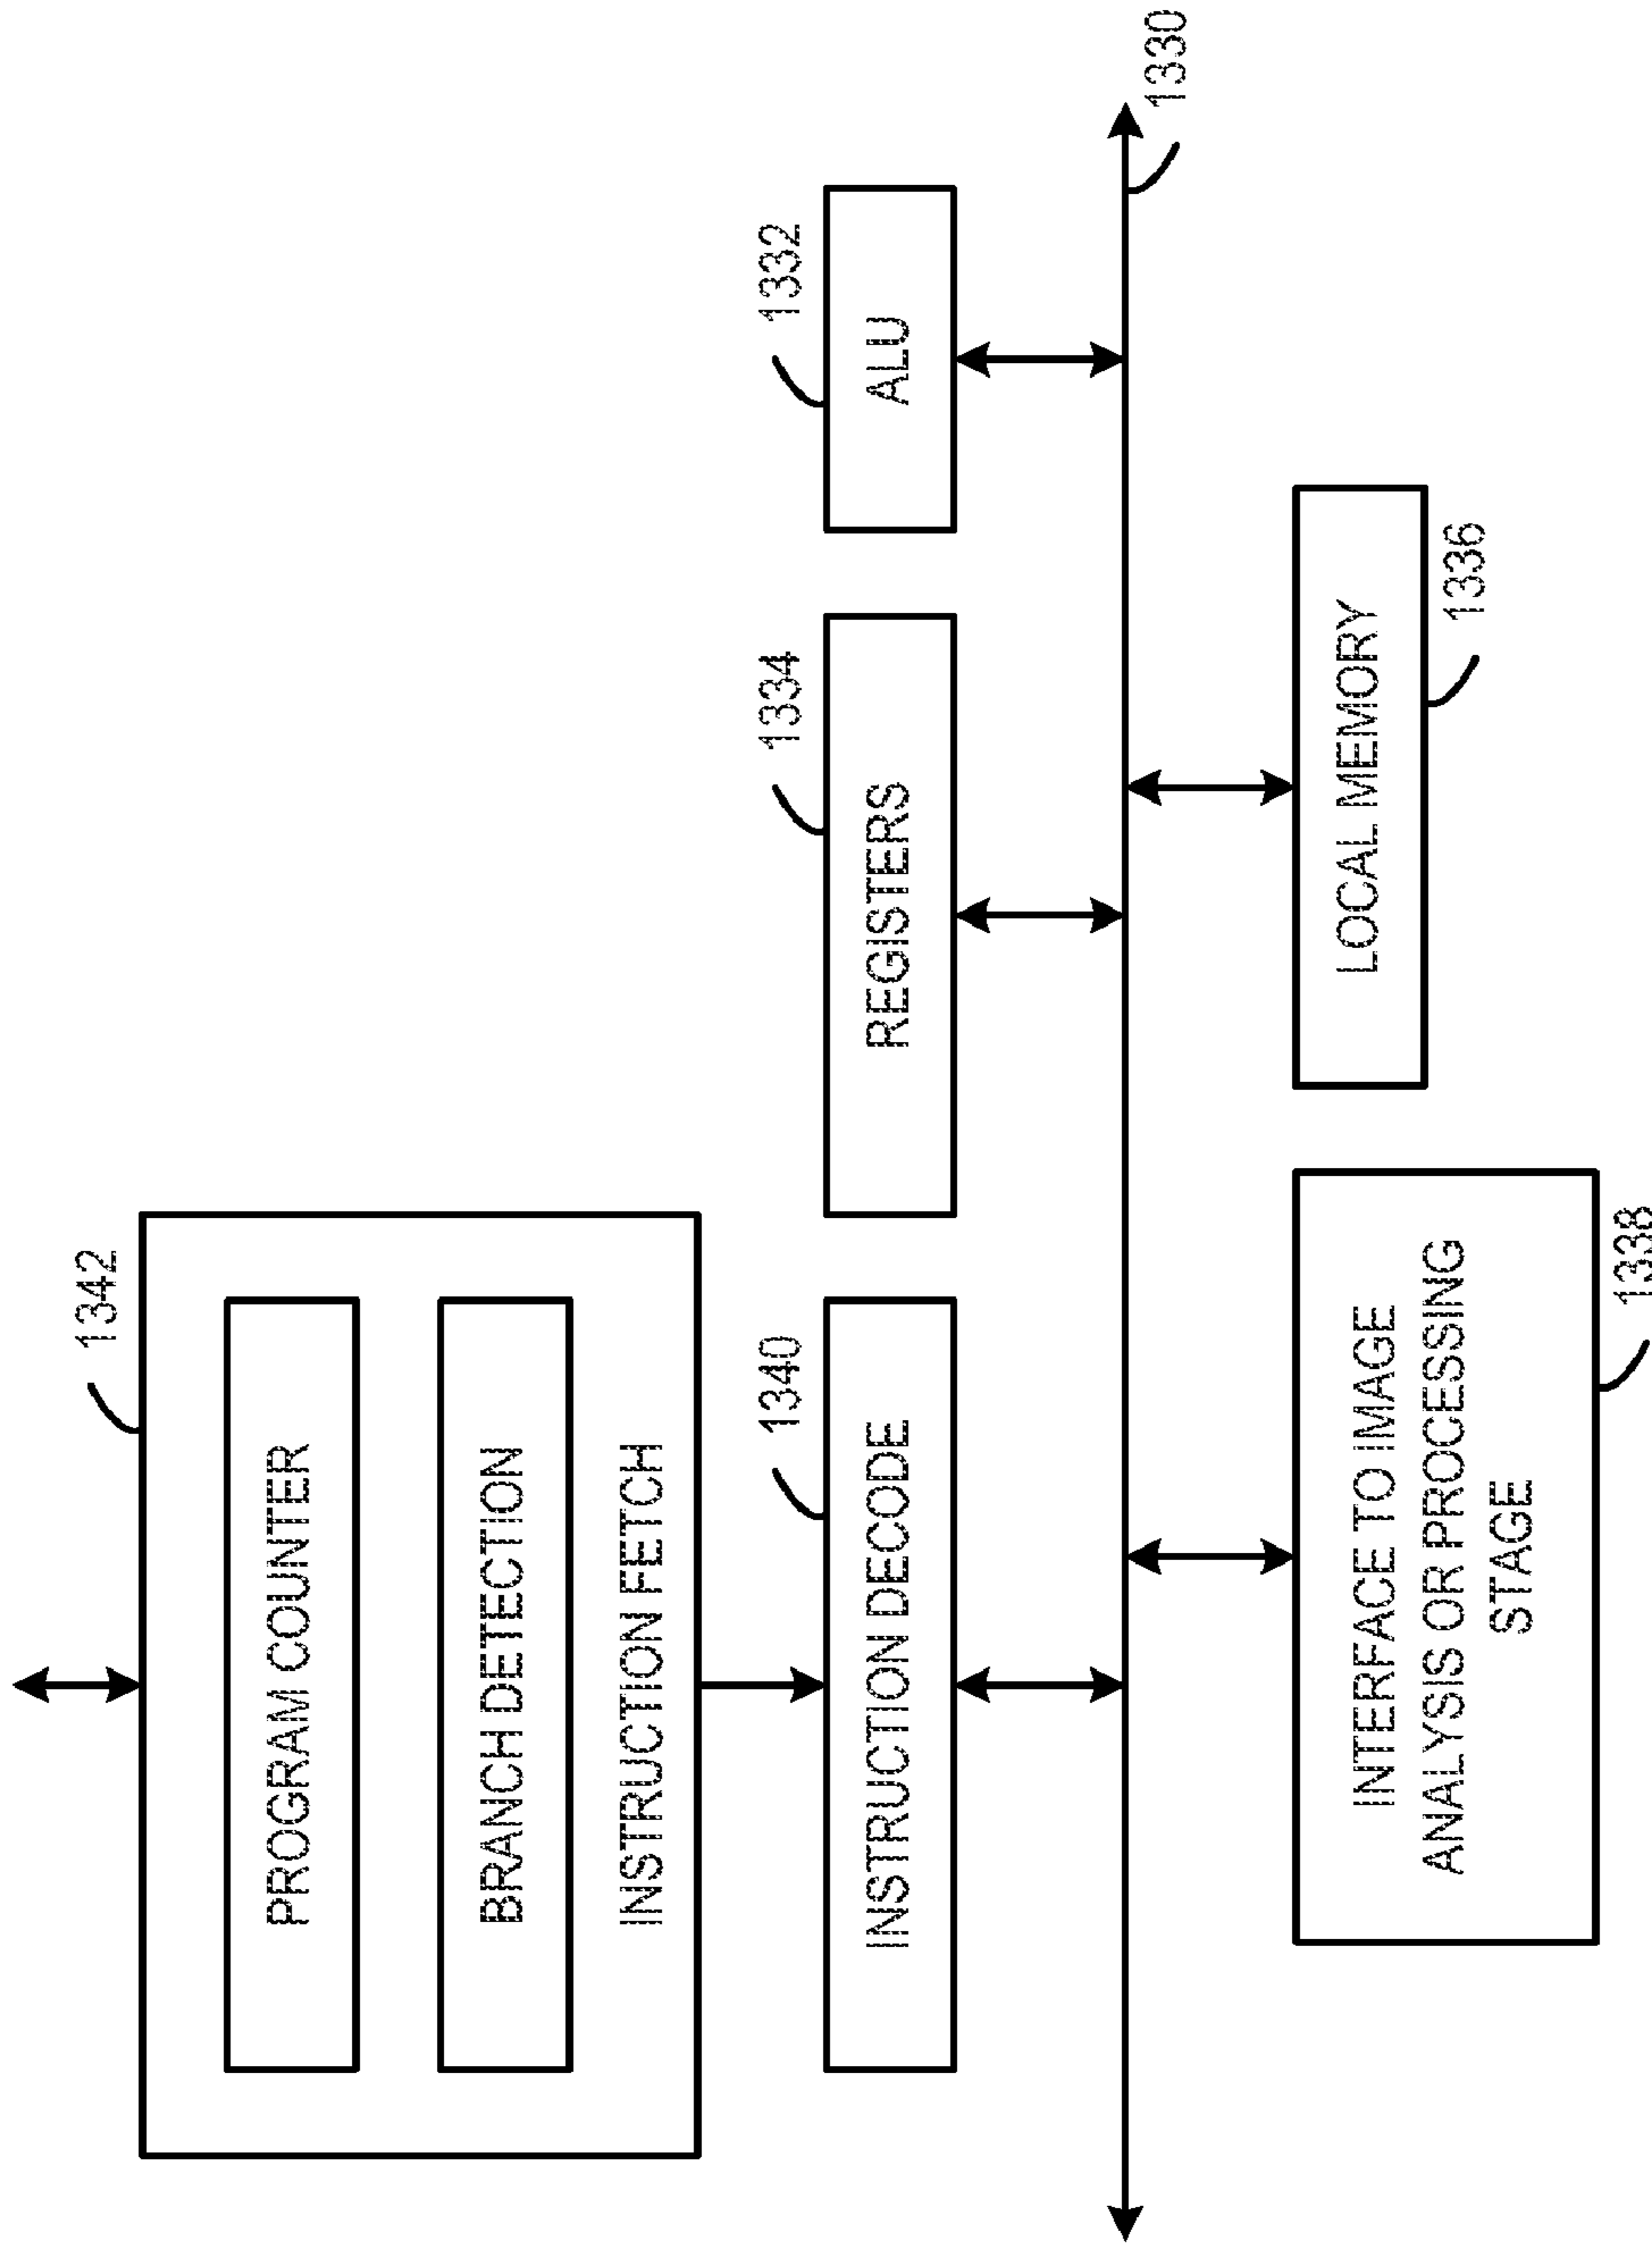 1342
PROGRAM COUNTER
BRANCH DETECTION
INSTRUCTION FETCH
1340
INSTRUCTION DECODE
1334
REGISTERS
1332
ALU
1330
INTERFACE TO IMAGE
ANALYSIS OR PROCESSING
STAGE
1338
LOCAL MEMORY
1336